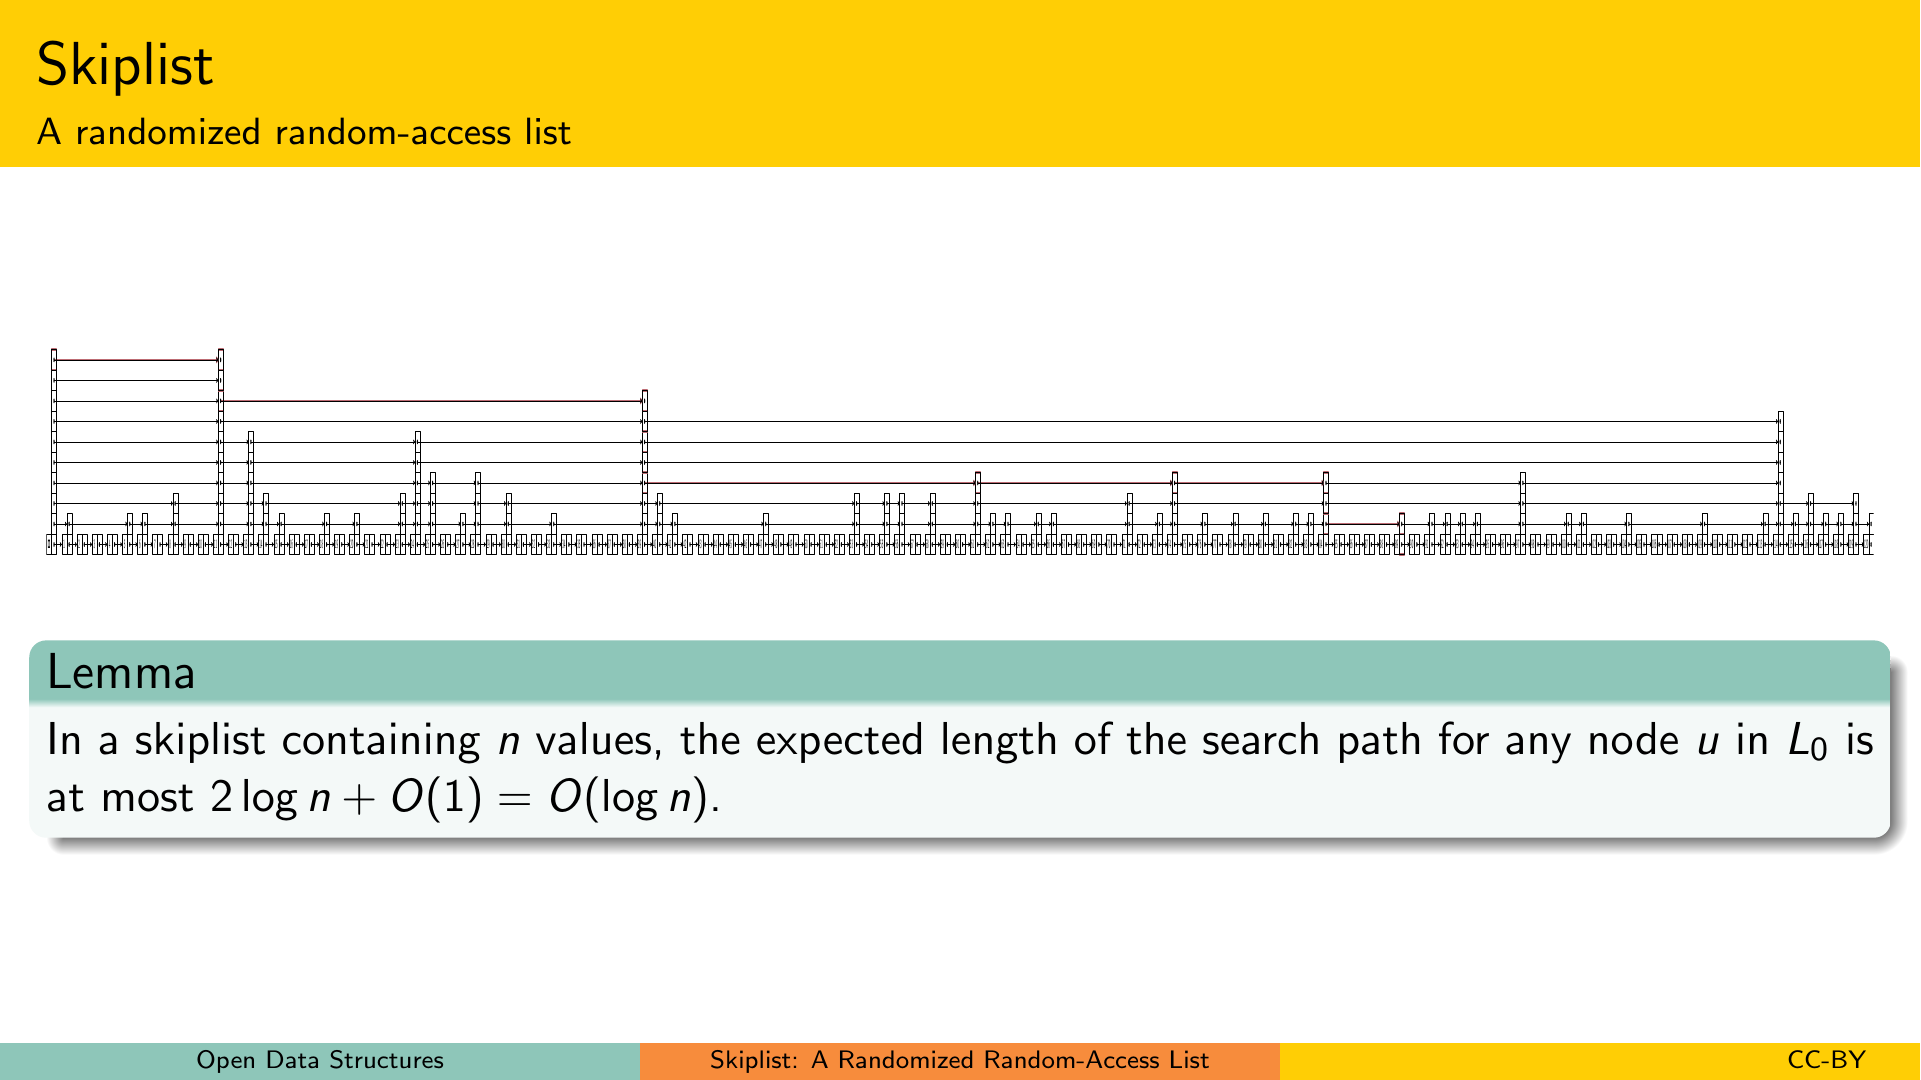 Skiplist
A randomized random-access list
Lemma
In a skiplist containing n values, the expected length of the search path for any node u in L₀ is
at most 2 log n + O(1) = O(log n).
Open Data Structures
Skiplist: A Randomized Random-Access List
CC-BY